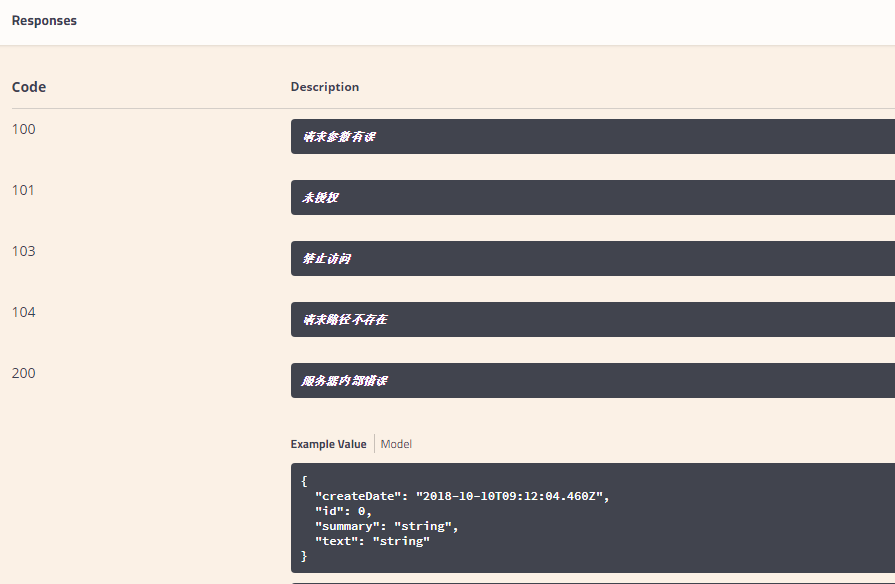 Responses
Code Description
100 请求参数有误
101 未授权
103 禁止访问
104 请求路径不存在
200 服务器内部错误
Example Value Model
{
"createDate": "2018-10-10T09:12:04.460Z",
"id": 0,
"summary": "string",
"text": "string"
}